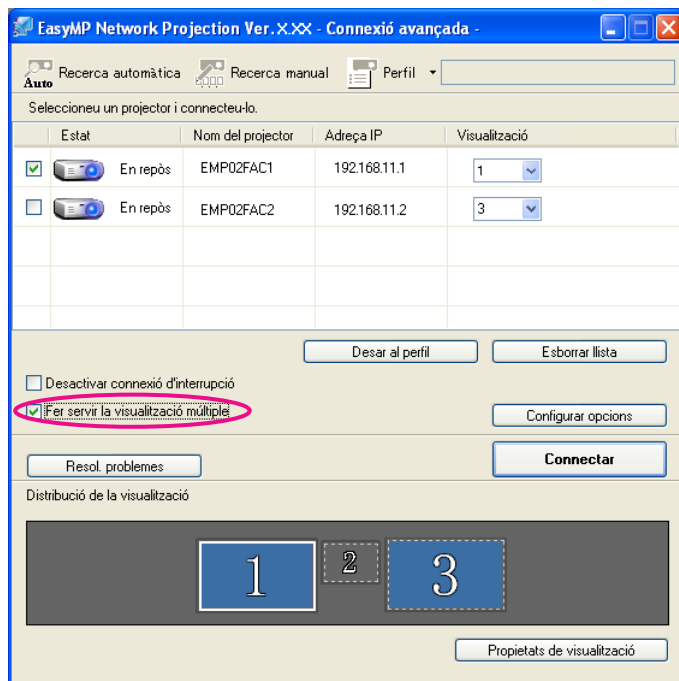 EasyMP Network Projection Ver.X.XX - Connexió avançada -
Auto Recerca automàtica Recerca manual Perfil
Seleccioneu un projector i connecteu-lo.
Estat Nom del projector Adreça IP Visualització
En repòs EMP02FAC1 192.168.11.1 1
En repòs EMP02FAC2 192.168.11.2 3
Desar al perfil Esborrar llista
Desactivar connexió d'interrupció
Fer servir la visualització múltiple
Configurar opcions
Resol. problemes Connectar
Distribució de la visualització
1 2 3
Propietats de visualització